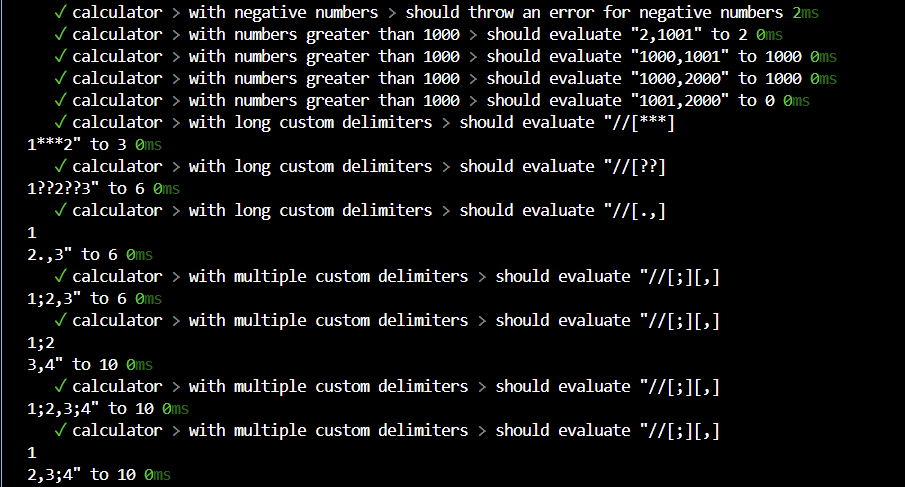 ✓ calculator > with negative numbers > should throw an error for negative numbers 2ms
✓ calculator > with numbers greater than 1000 > should evaluate "2,1001" to 2 0ms
✓ calculator > with numbers greater than 1000 > should evaluate "1000,1001" to 1000 0ms
✓ calculator > with numbers greater than 1000 > should evaluate "1000,2000" to 1000 0ms
✓ calculator > with numbers greater than 1000 > should evaluate "1001,2000" to 0 0ms
✓ calculator > with long custom delimiters > should evaluate "//[***]
1***2" to 3 0ms
✓ calculator > with long custom delimiters > should evaluate "//[??]
1??2??3" to 6 0ms
✓ calculator > with long custom delimiters > should evaluate "//[.,]
1
2.,3" to 6 0ms
✓ calculator > with multiple custom delimiters > should evaluate "//[;][,]
1;2,3" to 6 0ms
✓ calculator > with multiple custom delimiters > should evaluate "//[;][,]
1;2
3,4" to 10 0ms
✓ calculator > with multiple custom delimiters > should evaluate "//[;][,]
1;2,3;4" to 10 0ms
✓ calculator > with multiple custom delimiters > should evaluate "//[;][,]
1
2,3;4" to 10 0ms